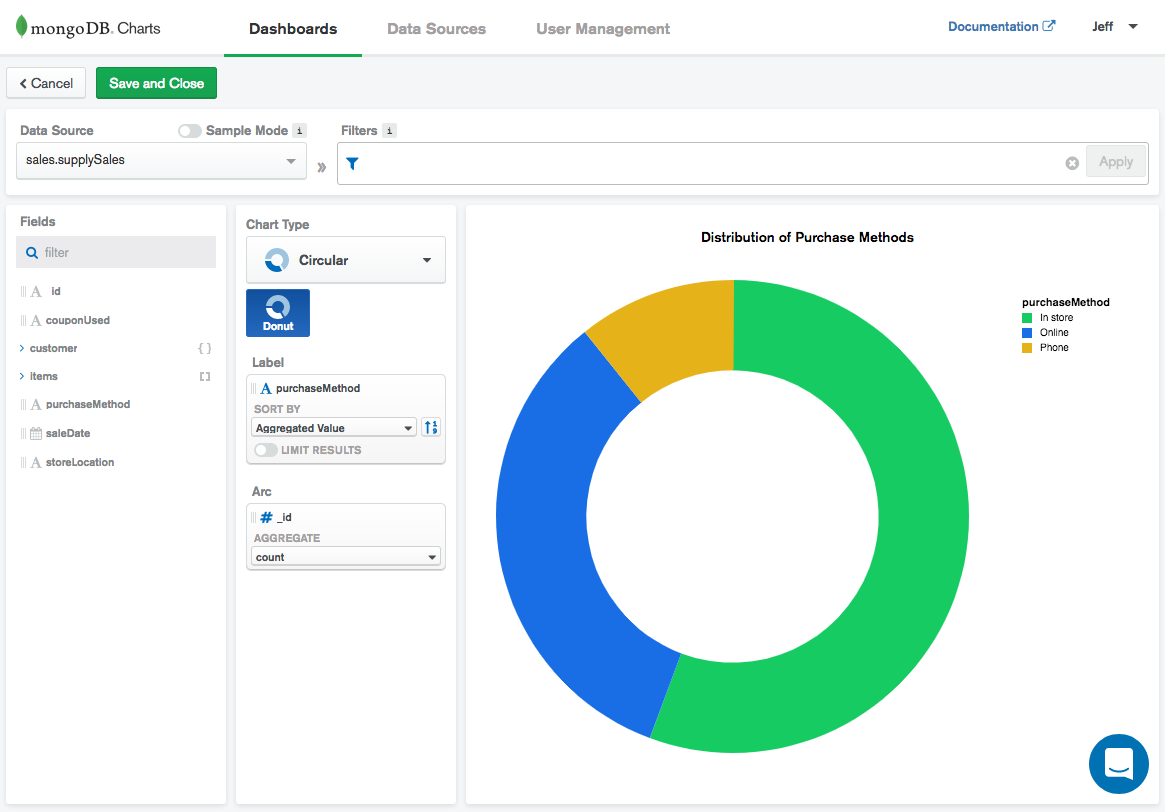 mongoDB. Charts
Dashboards
Data Sources
User Management
Documentation
Jeff
Cancel
Save and Close
Data Source
Sample Mode i
Filters i
sales.supplySales
»
Apply
Fields
filter
A _id
A couponUsed
customer { }
items [ ]
A purchaseMethod
saleDate
A storeLocation
Chart Type
Circular
Donut
Label
A purchaseMethod
SORT BY
Aggregated Value
1
9
LIMIT RESULTS
Arc
# _id
AGGREGATE
count
Distribution of Purchase Methods
purchaseMethod
In store
Online
Phone